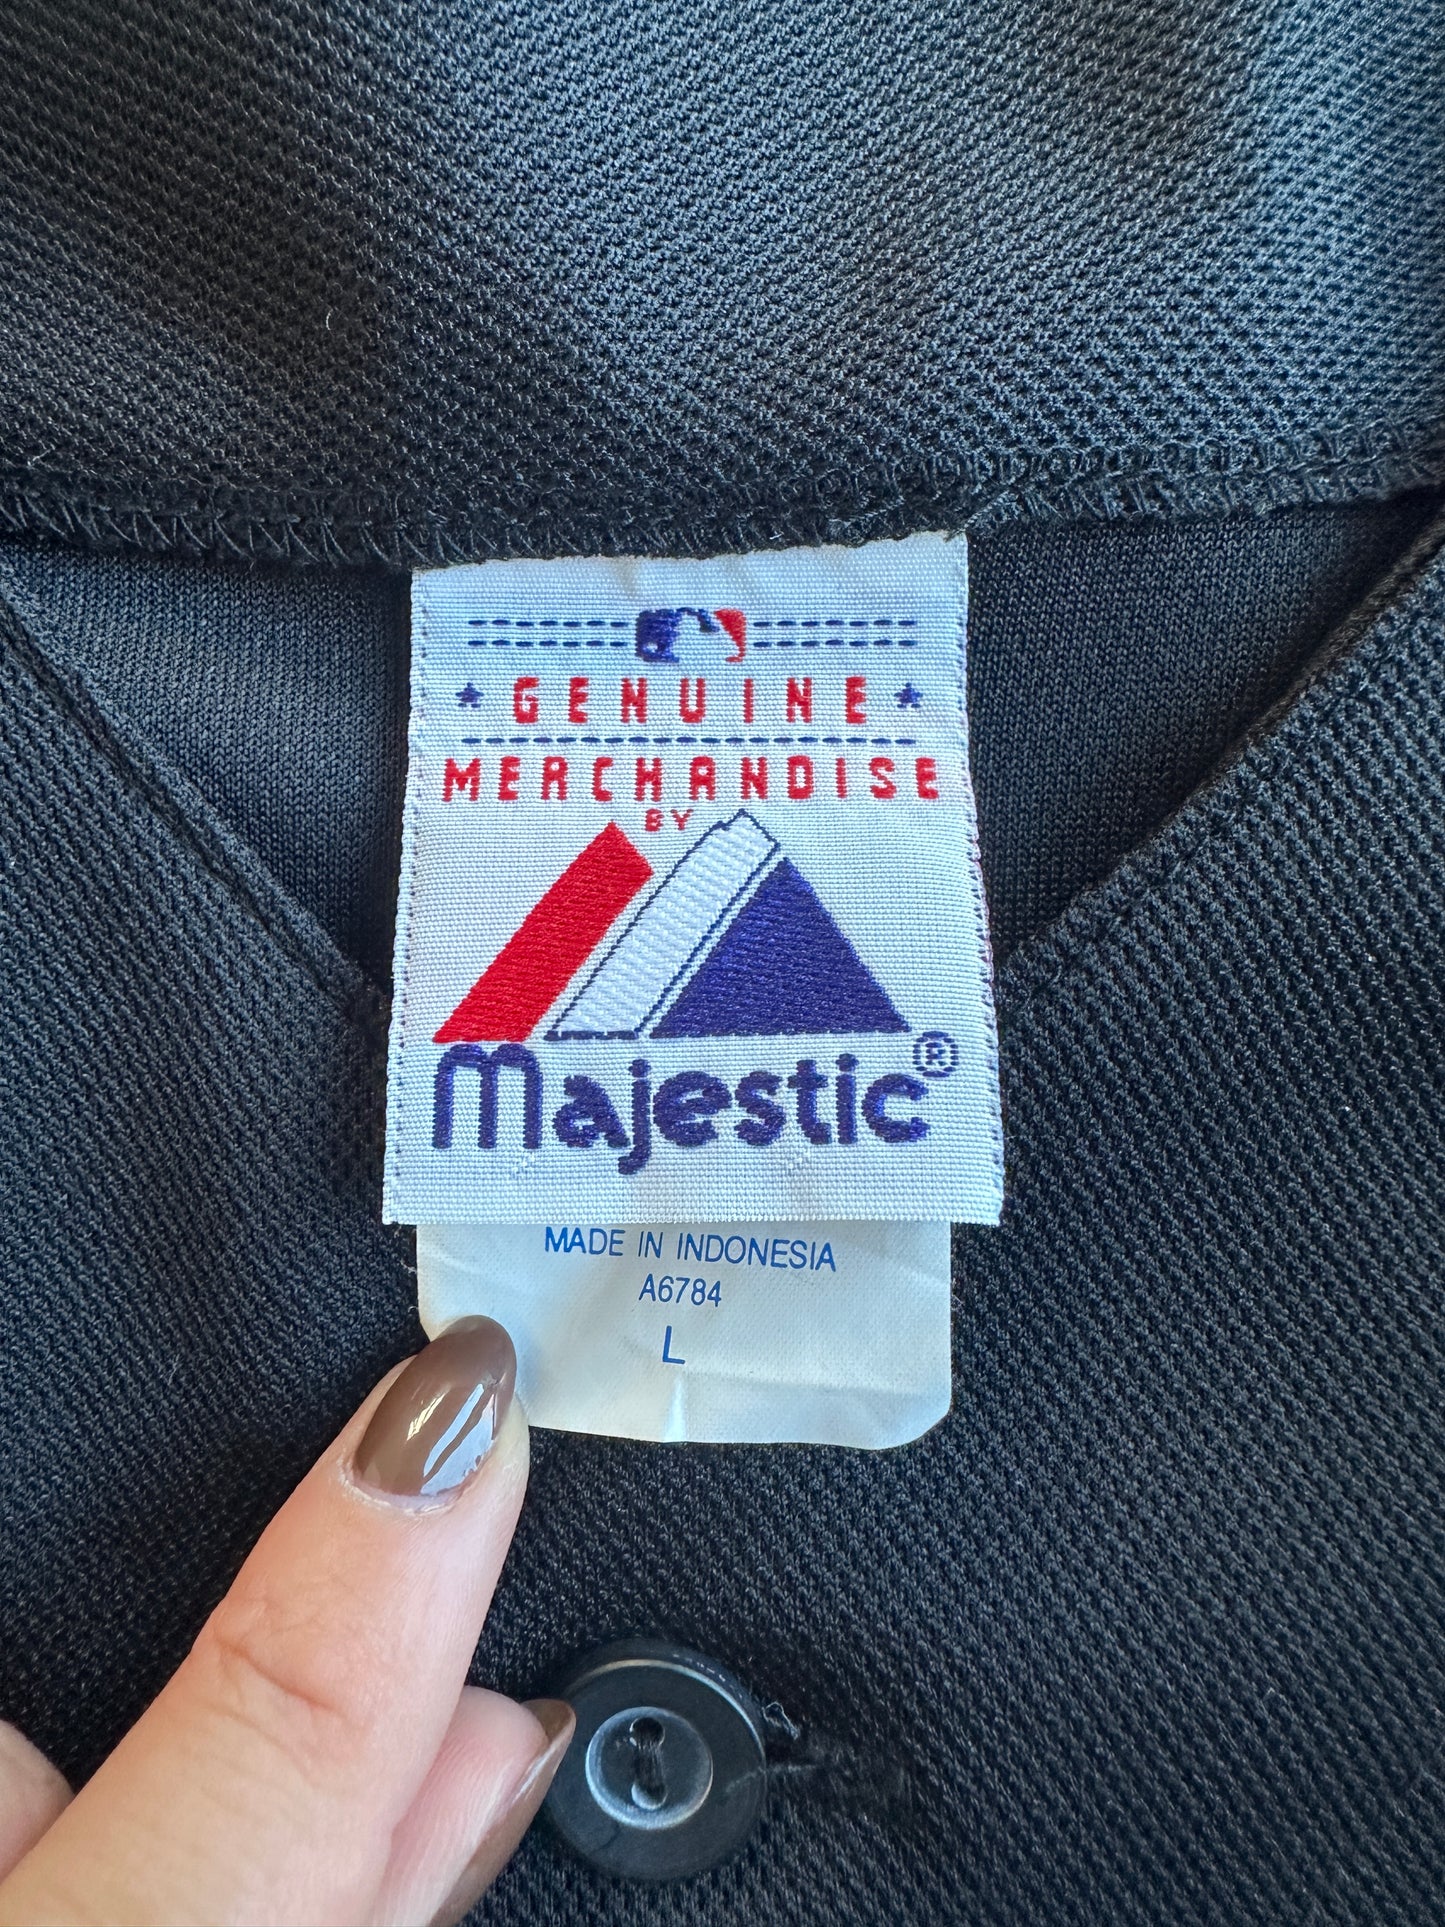 GENUINE
MERCHANDISE
BY
Majestic®
MADE IN INDONESIA
A6784
L